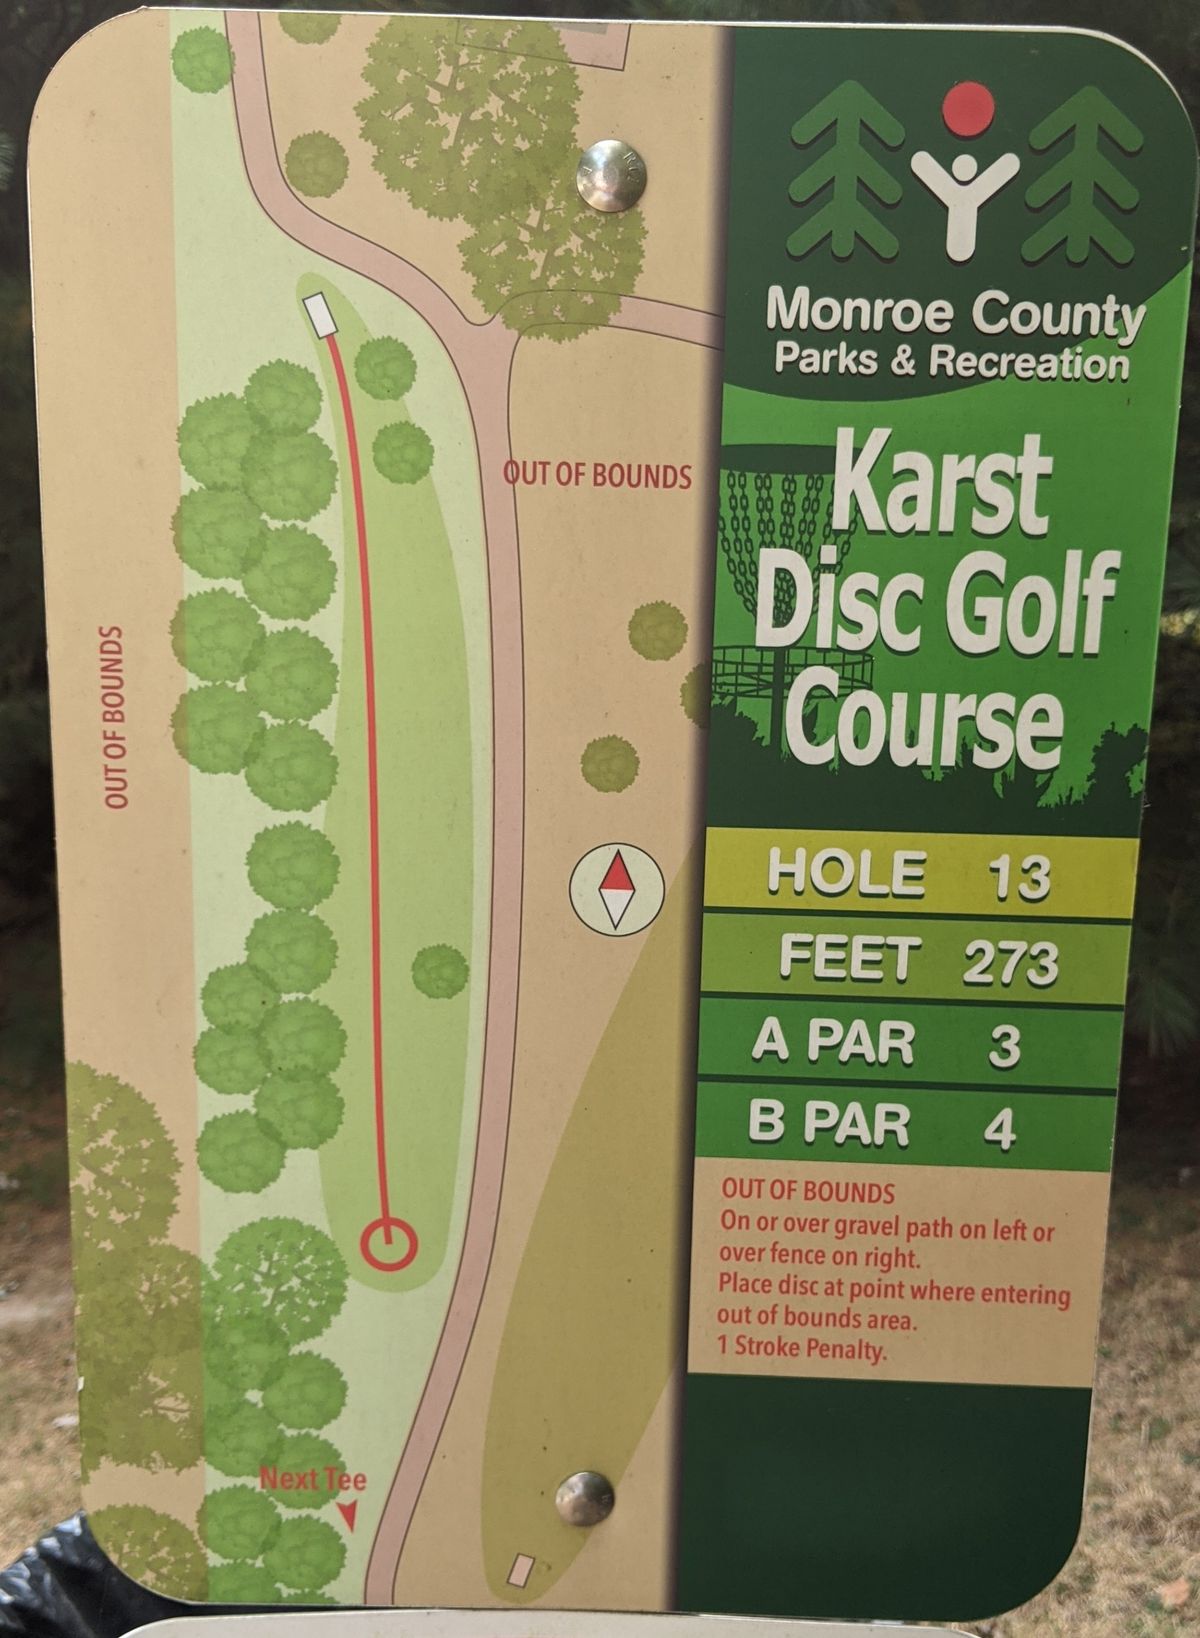 Monroe County
Parks & Recreation
Karst
Disc Golf
Course
HOLE 13
FEET 273
A PAR 3
B PAR 4
OUT OF BOUNDS
On or over gravel path on left or
over fence on right.
Place disc at point where entering
out of bounds area.
1 Stroke Penalty.
OUT OF BOUNDS
OUT OF BOUNDS
Next Tee